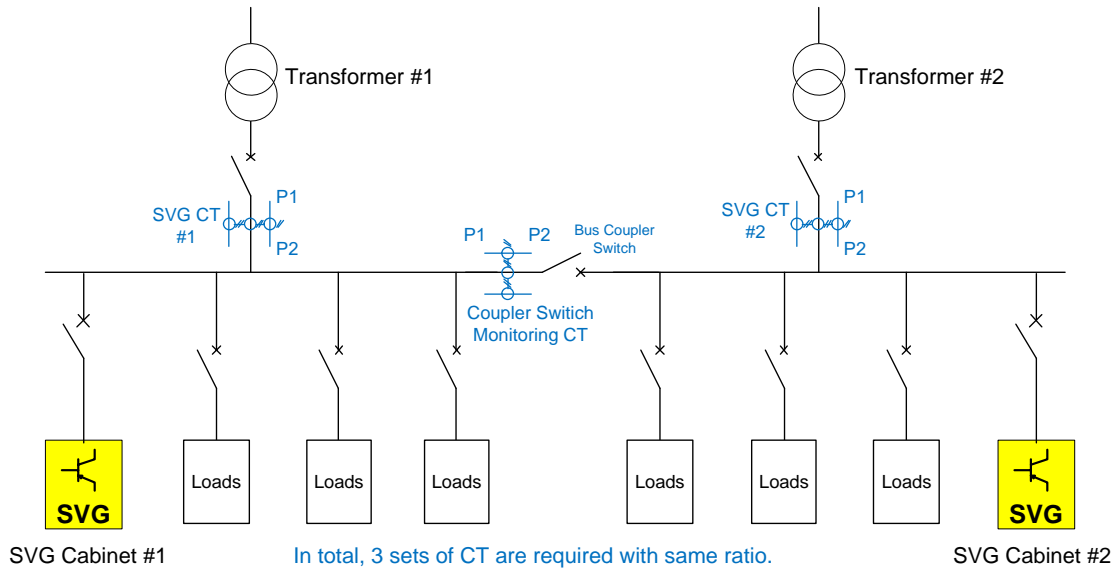 Transformer #1
Transformer #2
SVG CT
#1
P1
P2
P1
P2
Bus Coupler
Switch
SVG CT
#2
P1
P2
Coupler Switich
Monitoring CT
SVG
Loads
Loads
Loads
Loads
Loads
Loads
SVG
SVG Cabinet #1
In total, 3 sets of CT are required with same ratio.
SVG Cabinet #2